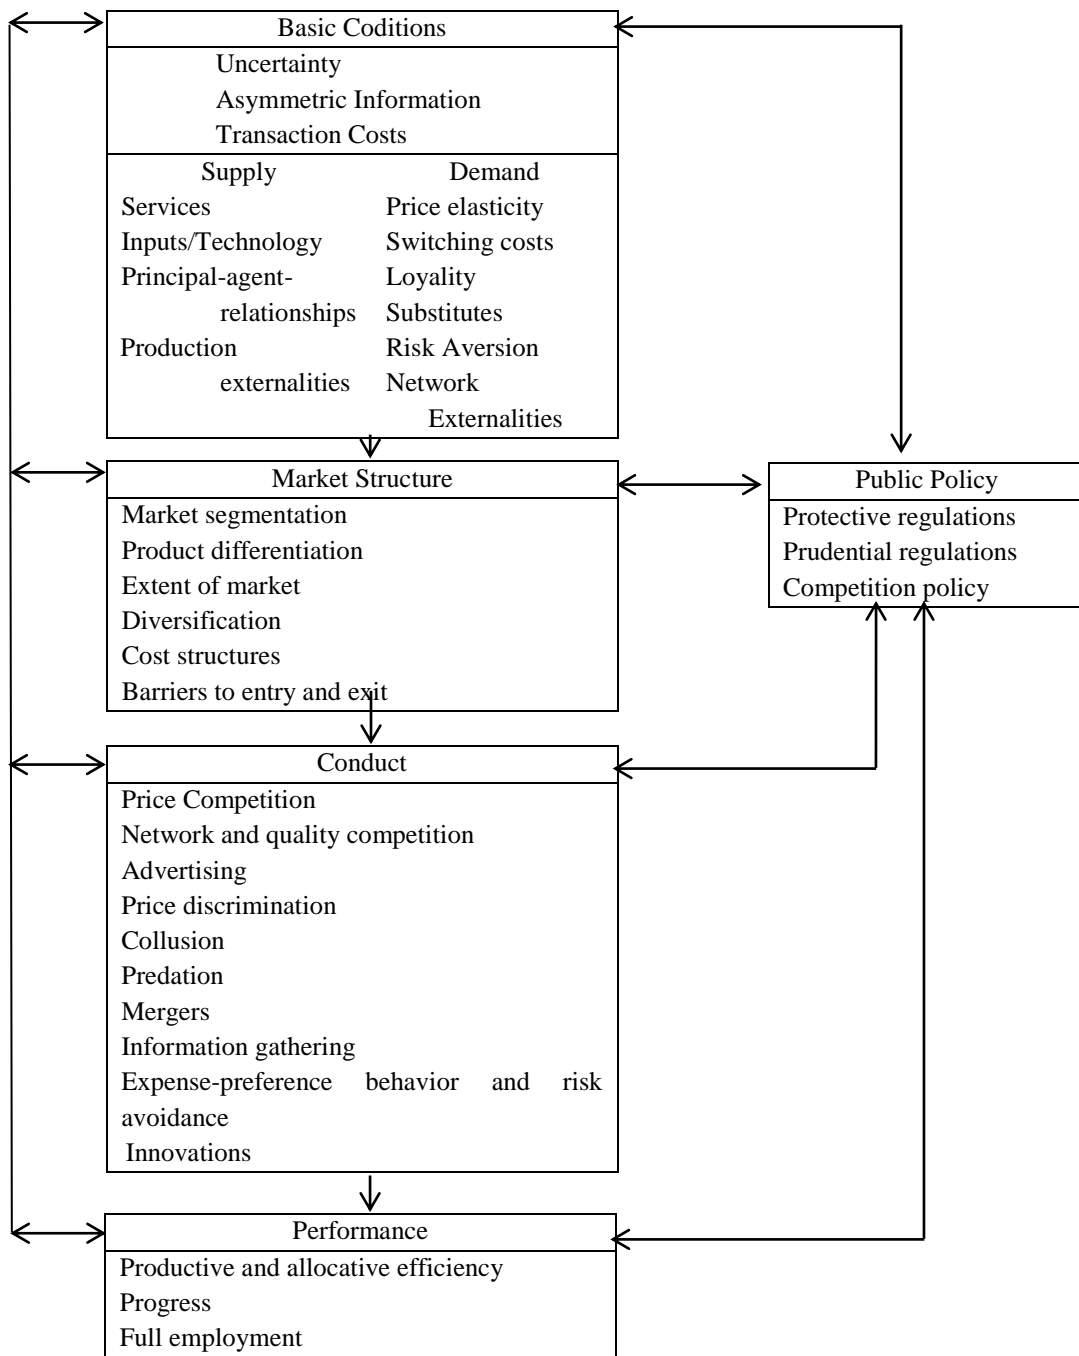 Basic Coditions
Uncertainty
Asymmetric Information
Transaction Costs
Supply
Services
Inputs/Technology
Principal-agent-
relationships
Production
externalities
Demand
Price elasticity
Switching costs
Loyality
Substitutes
Risk Aversion
Network
Externalities
Market Structure
Market segmentation
Product differentiation
Extent of market
Diversification
Cost structures
Barriers to entry and exit
Public Policy
Protective regulations
Prudential regulations
Competition policy
Conduct
Price Competition
Network and quality competition
Advertising
Price discrimination
Collusion
Predation
Mergers
Information gathering
Expense-preference behavior and risk
avoidance
Innovations
Performance
Productive and allocative efficiency
Progress
Full employment